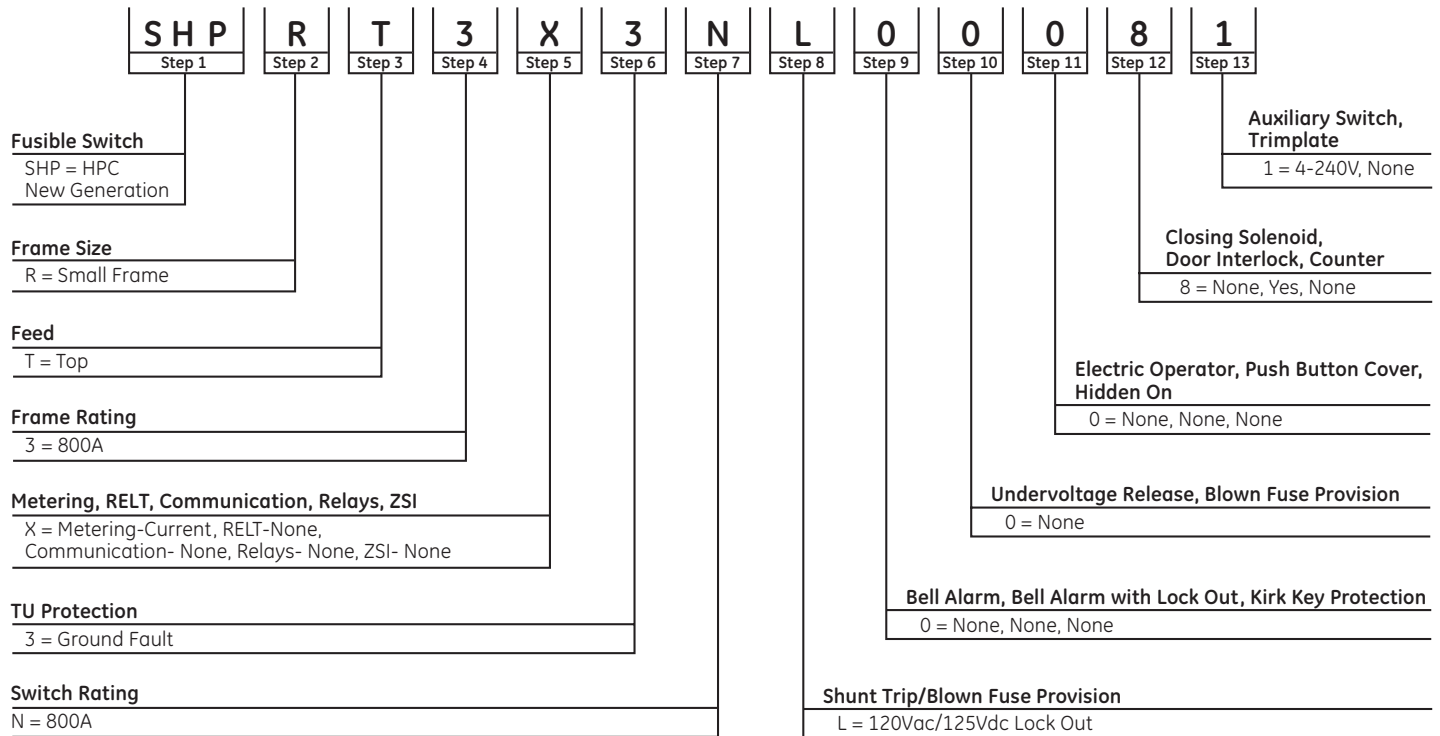 SHP R T 3 X 3 N L 0 0 0 8 1
Step 1 Step 2 Step 3 Step 4 Step 5 Step 6 Step 7 Step 8 Step 9 Step 10 Step 11 Step 12 Step 13
Fusible Switch
SHP = HPC
New Generation
Frame Size
R = Small Frame
Feed
T = Top
Frame Rating
3 = 800A
Metering, RELT, Communication, Relays, ZSI
X = Metering-Current, RELT-None,
Communication- None, Relays- None, ZSI- None
TU Protection
3 = Ground Fault
Switch Rating
N = 800A
Auxiliary Switch,
Trimplate
1 = 4-240V, None
Closing Solenoid,
Door Interlock, Counter
8 = None, Yes, None
Electric Operator, Push Button Cover,
Hidden On
0 = None, None, None
Undervoltage Release, Blown Fuse Provision
0 = None
Bell Alarm, Bell Alarm with Lock Out, Kirk Key Protection
0 = None, None, None
Shunt Trip/Blown Fuse Provision
L = 120Vac/125Vdc Lock Out